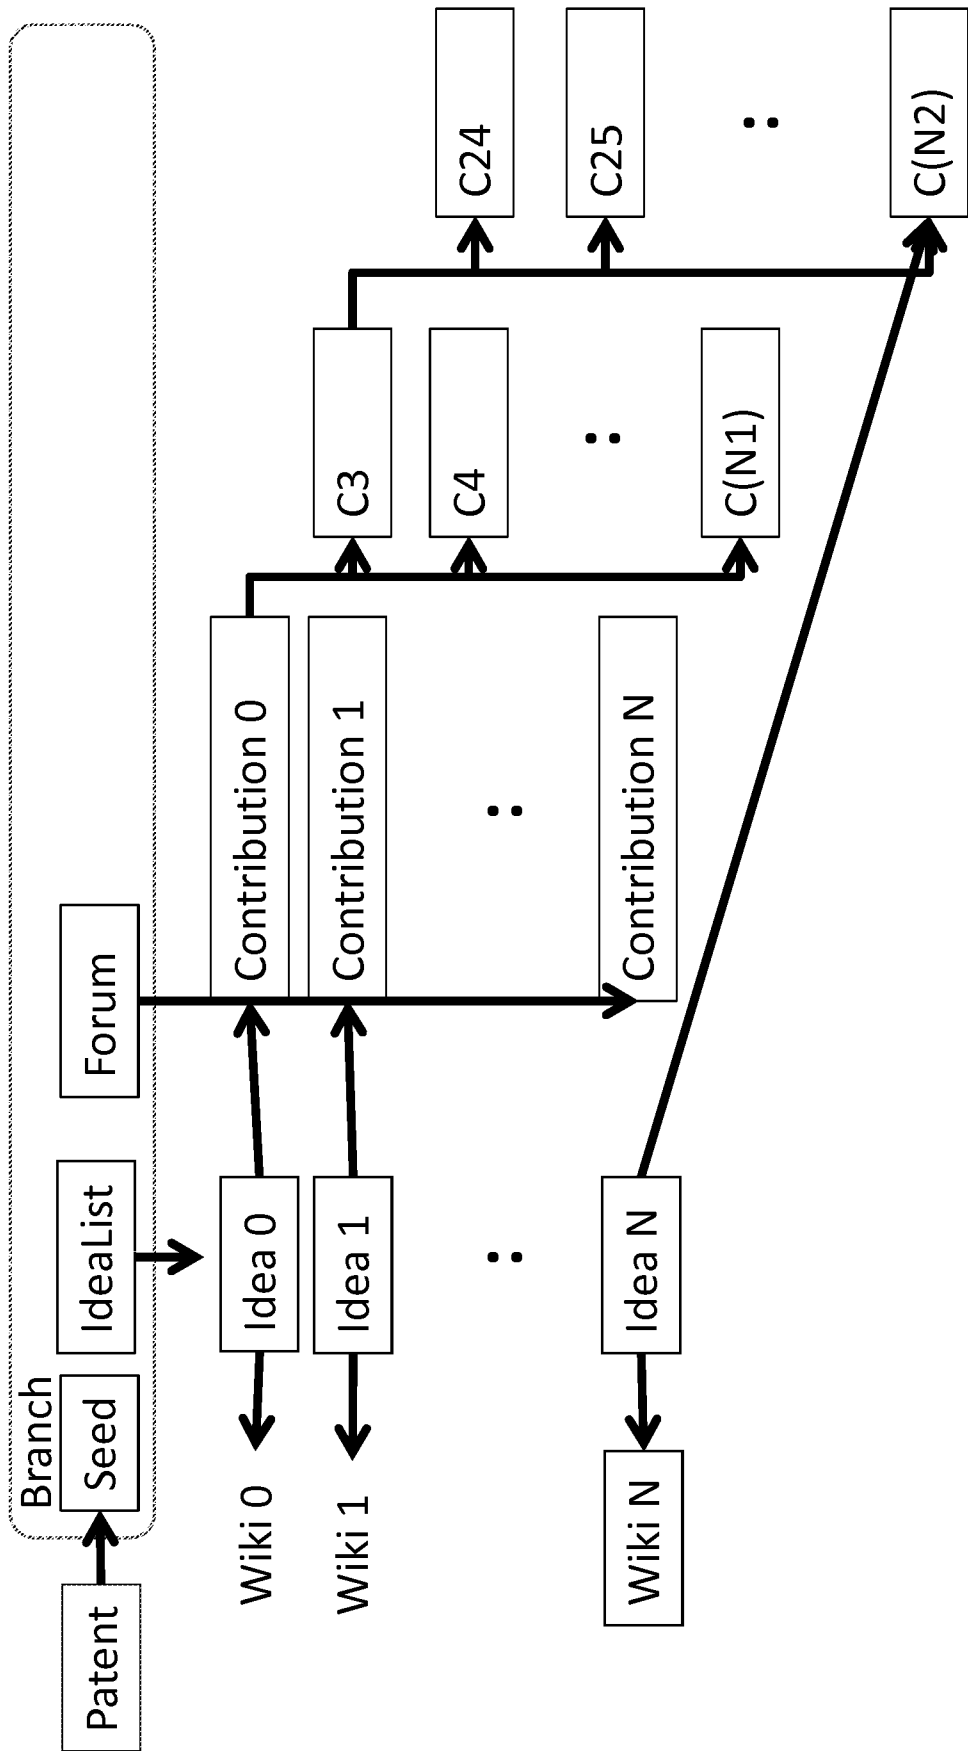 Branch
Patent
Seed
IdeaList
Forum
Wiki 0
Idea 0
Contribution 0
Wiki 1
Idea 1
Contribution 1
C3
C4
C24
..
..
..
C25
Wiki N
Idea N
Contribution N
C(N1)
..
C(N2)